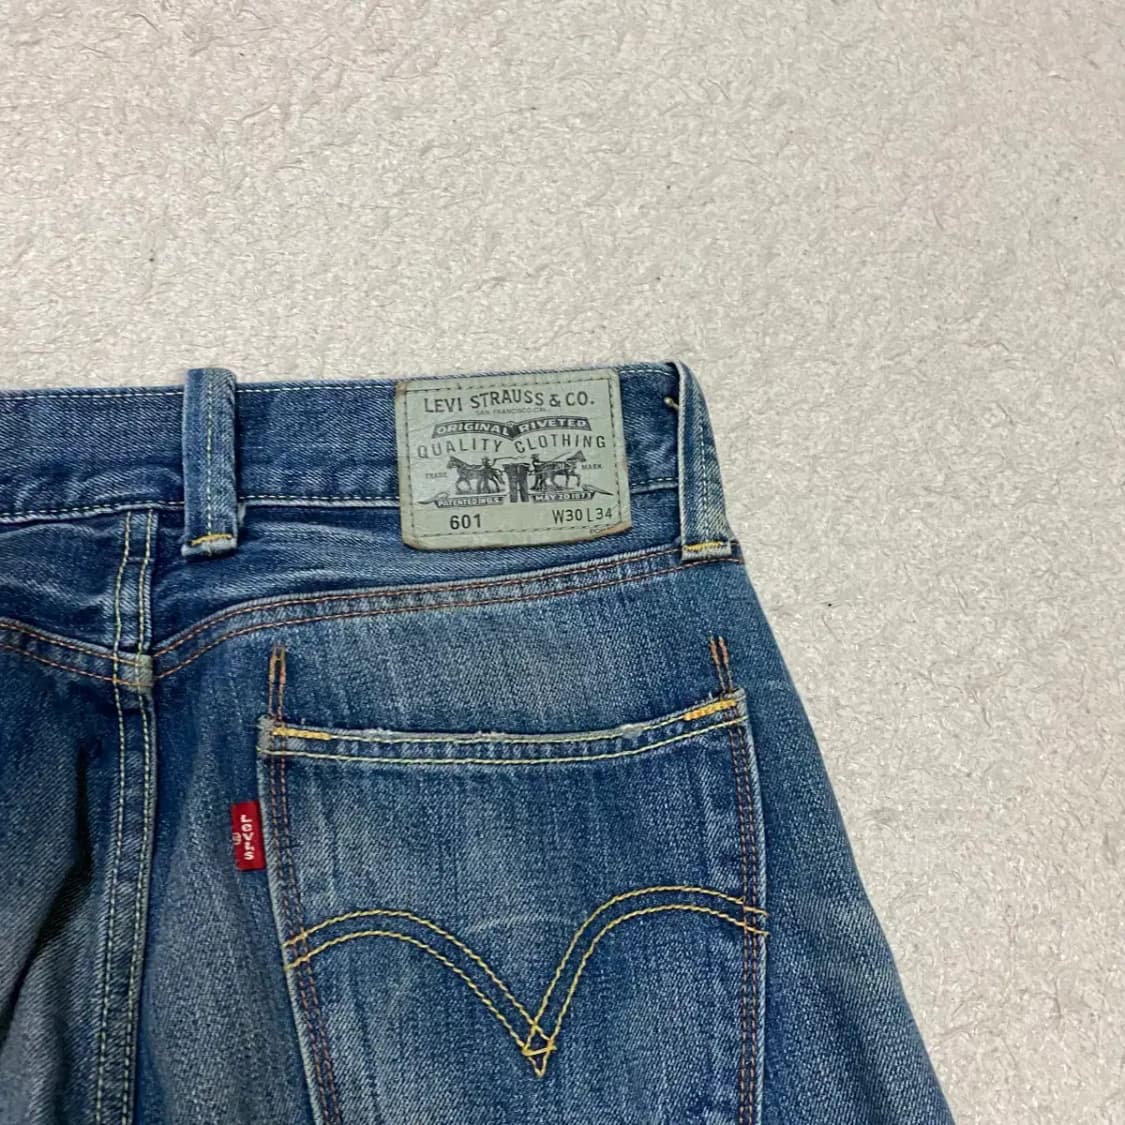 LEVI STRAUSS & CO.
SAN FRANCISCO CAL.
ORIGINAL RIVETED
QUALITY CLOTHING
TRADE MARK
PATENTED IN U.S. MAY 20 1873
601 W30 L34
LEVI'S
®